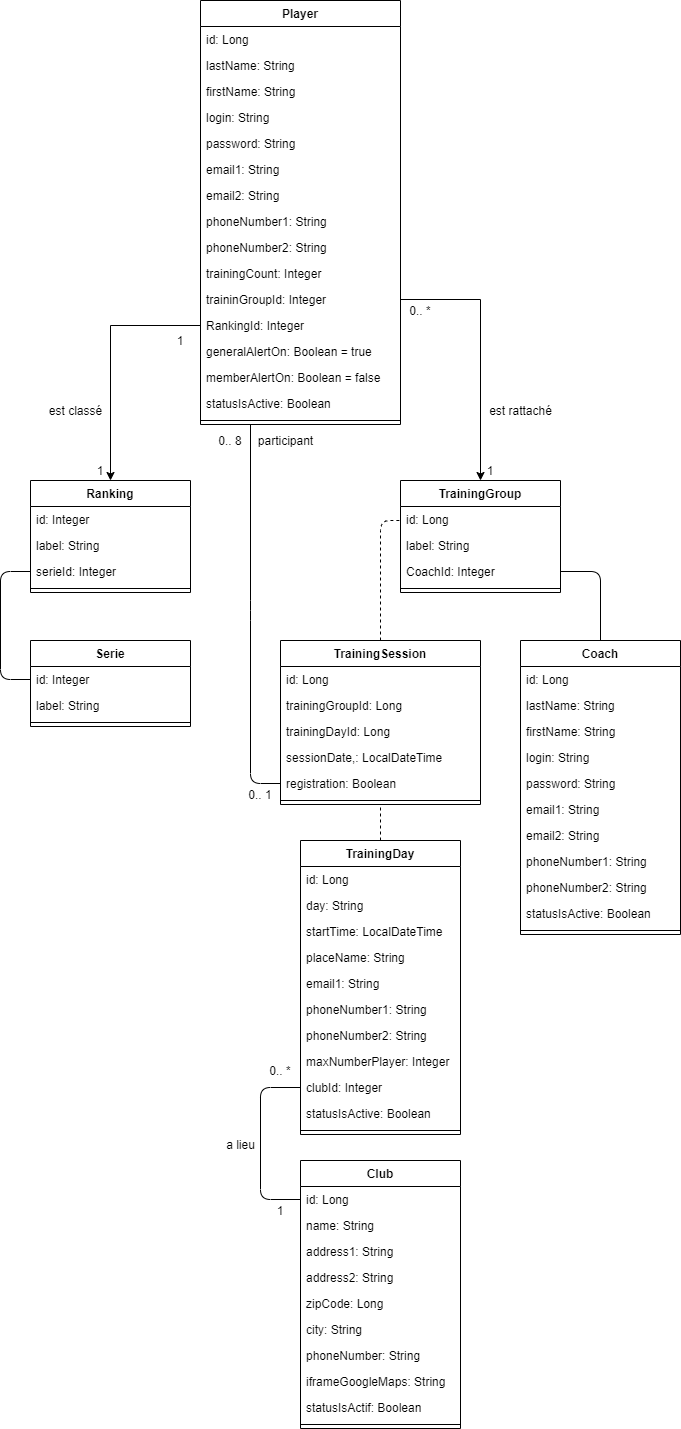 Player
id: Long
lastName: String
firstName: String
login: String
password: String
email1: String
email2: String
phoneNumber1: String
phoneNumber2: String
trainingCount: Integer
traininGroupId: Integer
RankingId: Integer
generalAlertOn: Boolean = true
memberAlertOn: Boolean = false
statusIsActive: Boolean
0.. *
1
est classé
est rattaché
0.. 8
participant
1
1
Ranking
id: Integer
label: String
serieId: Integer
TrainingGroup
id: Long
label: String
CoachId: Integer
Serie
id: Integer
label: String
TrainingSession
id: Long
trainingGroupId: Long
trainingDayId: Long
sessionDate,: LocalDateTime
registration: Boolean
0.. 1
Coach
id: Long
lastName: String
firstName: String
login: String
password: String
email1: String
email2: String
phoneNumber1: String
phoneNumber2: String
statusIsActive: Boolean
TrainingDay
id: Long
day: String
startTime: LocalDateTime
placeName: String
email1: String
phoneNumber1: String
phoneNumber2: String
maxNumberPlayer: Integer
clubId: Integer
statusIsActive: Boolean
0.. *
a lieu
1
Club
id: Long
name: String
address1: String
address2: String
zipCode: Long
city: String
phoneNumber: String
iframeGoogleMaps: String
statusIsActif: Boolean